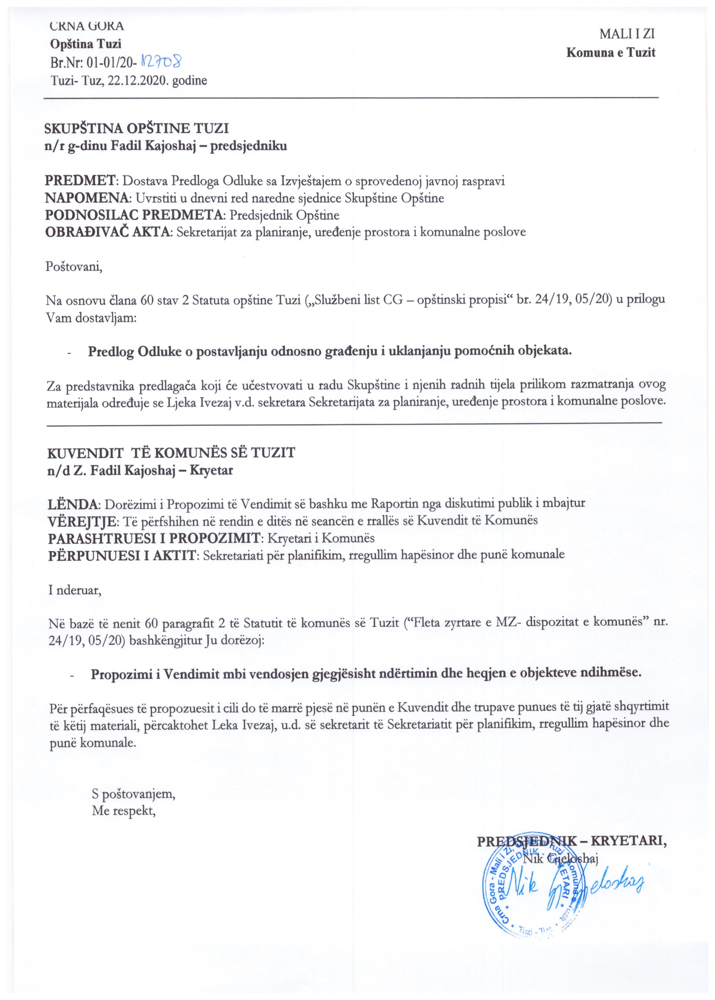 CRNA GORA
Opština Tuzi
Br.Nr: 01-01/20- 12708
Tuzi- Tuz, 22.12.2020. godine
MALI I ZI
Komuna e Tuzit
SKUPŠTINA OPŠTINE TUZI
n/r g-dinu Fadil Kajoshaj – predsjedniku
PREDMET: Dostava Predloga Odluke sa Izvještajem o sprovedenoj javnoj raspravi
NAPOMENA: Uvrstiti u dnevni red naredne sjednice Skupštine Opštine
PODNOSILAC PREDMETA: Predsjednik Opštine
OBRAĐIVAČ AKTA: Sekretarijat za planiranje, uređenje prostora i komunalne poslove
Poštovani,
Na osnovu člana 60 stav 2 Statuta opštine Tuzi („Službeni list CG – opštinski propisi“ br. 24/19, 05/20) u prilogu
Vam dostavljam:
- Predlog Odluke o postavljanju odnosno građenju i uklanjanju pomoćnih objekata.
Za predstavnika predlagača koji će učestvovati u radu Skupštine i njenih radnih tijela prilikom razmatranja ovog
materijala određuje se Ljeka Ivezaj v.d. sekretara Sekretarijata za planiranje, uređenje prostora i komunalne poslove.
KUVENDIT TË KOMUNËS SË TUZIT
n/d Z. Fadil Kajoshaj – Kryetar
LËNDA: Dorëzimi i Propozimi të Vendimit së bashku me Raportin nga diskutimi publik i mbajtur
VËREJTJE: Të përfshihen në rendin e ditës në seancën e rrallës së Kuvendit të Komunës
PARASHTRUESI I PROPOZIMIT: Kryetari i Komunës
PËRPUNUESI I AKTIT: Sekretariati për planifikim, rregullim hapësinor dhe punë komunale
I nderuar,
Në bazë të nenit 60 paragrafit 2 të Statutit të komunës së Tuzit (“Fleta zyrtare e MZ- dispozitat e komunës” nr.
24/19, 05/20) bashkëngjitur Ju dorëzoj:
- Propozimi i Vendimit mbi vendosjen gjegjësisht ndërtimin dhe heqjen e objekteve ndihmëse.
Për përfaqësues të propozuesit i cili do të marrë pjesë në punën e Kuvendit dhe trupave punues të tij gjatë shqyrtimit
të këtij materiali, përcaktohet Leka Ivezaj, u.d. së sekretarit të Sekretariatit për planifikim, rregullim hapësinor dhe
punë komunale.
S poštovanjem,
Me respekt,
PREDSJEDNIK – KRYETARI,
Nik Gjeloshaj
Nik Gjeloshaj
* Crna Gora - Mali i Zi, Opština Tuzi - Komuna e Tuzit *
* PREDSJEDNIK - KRYETARI *
Tuzi - Tuz